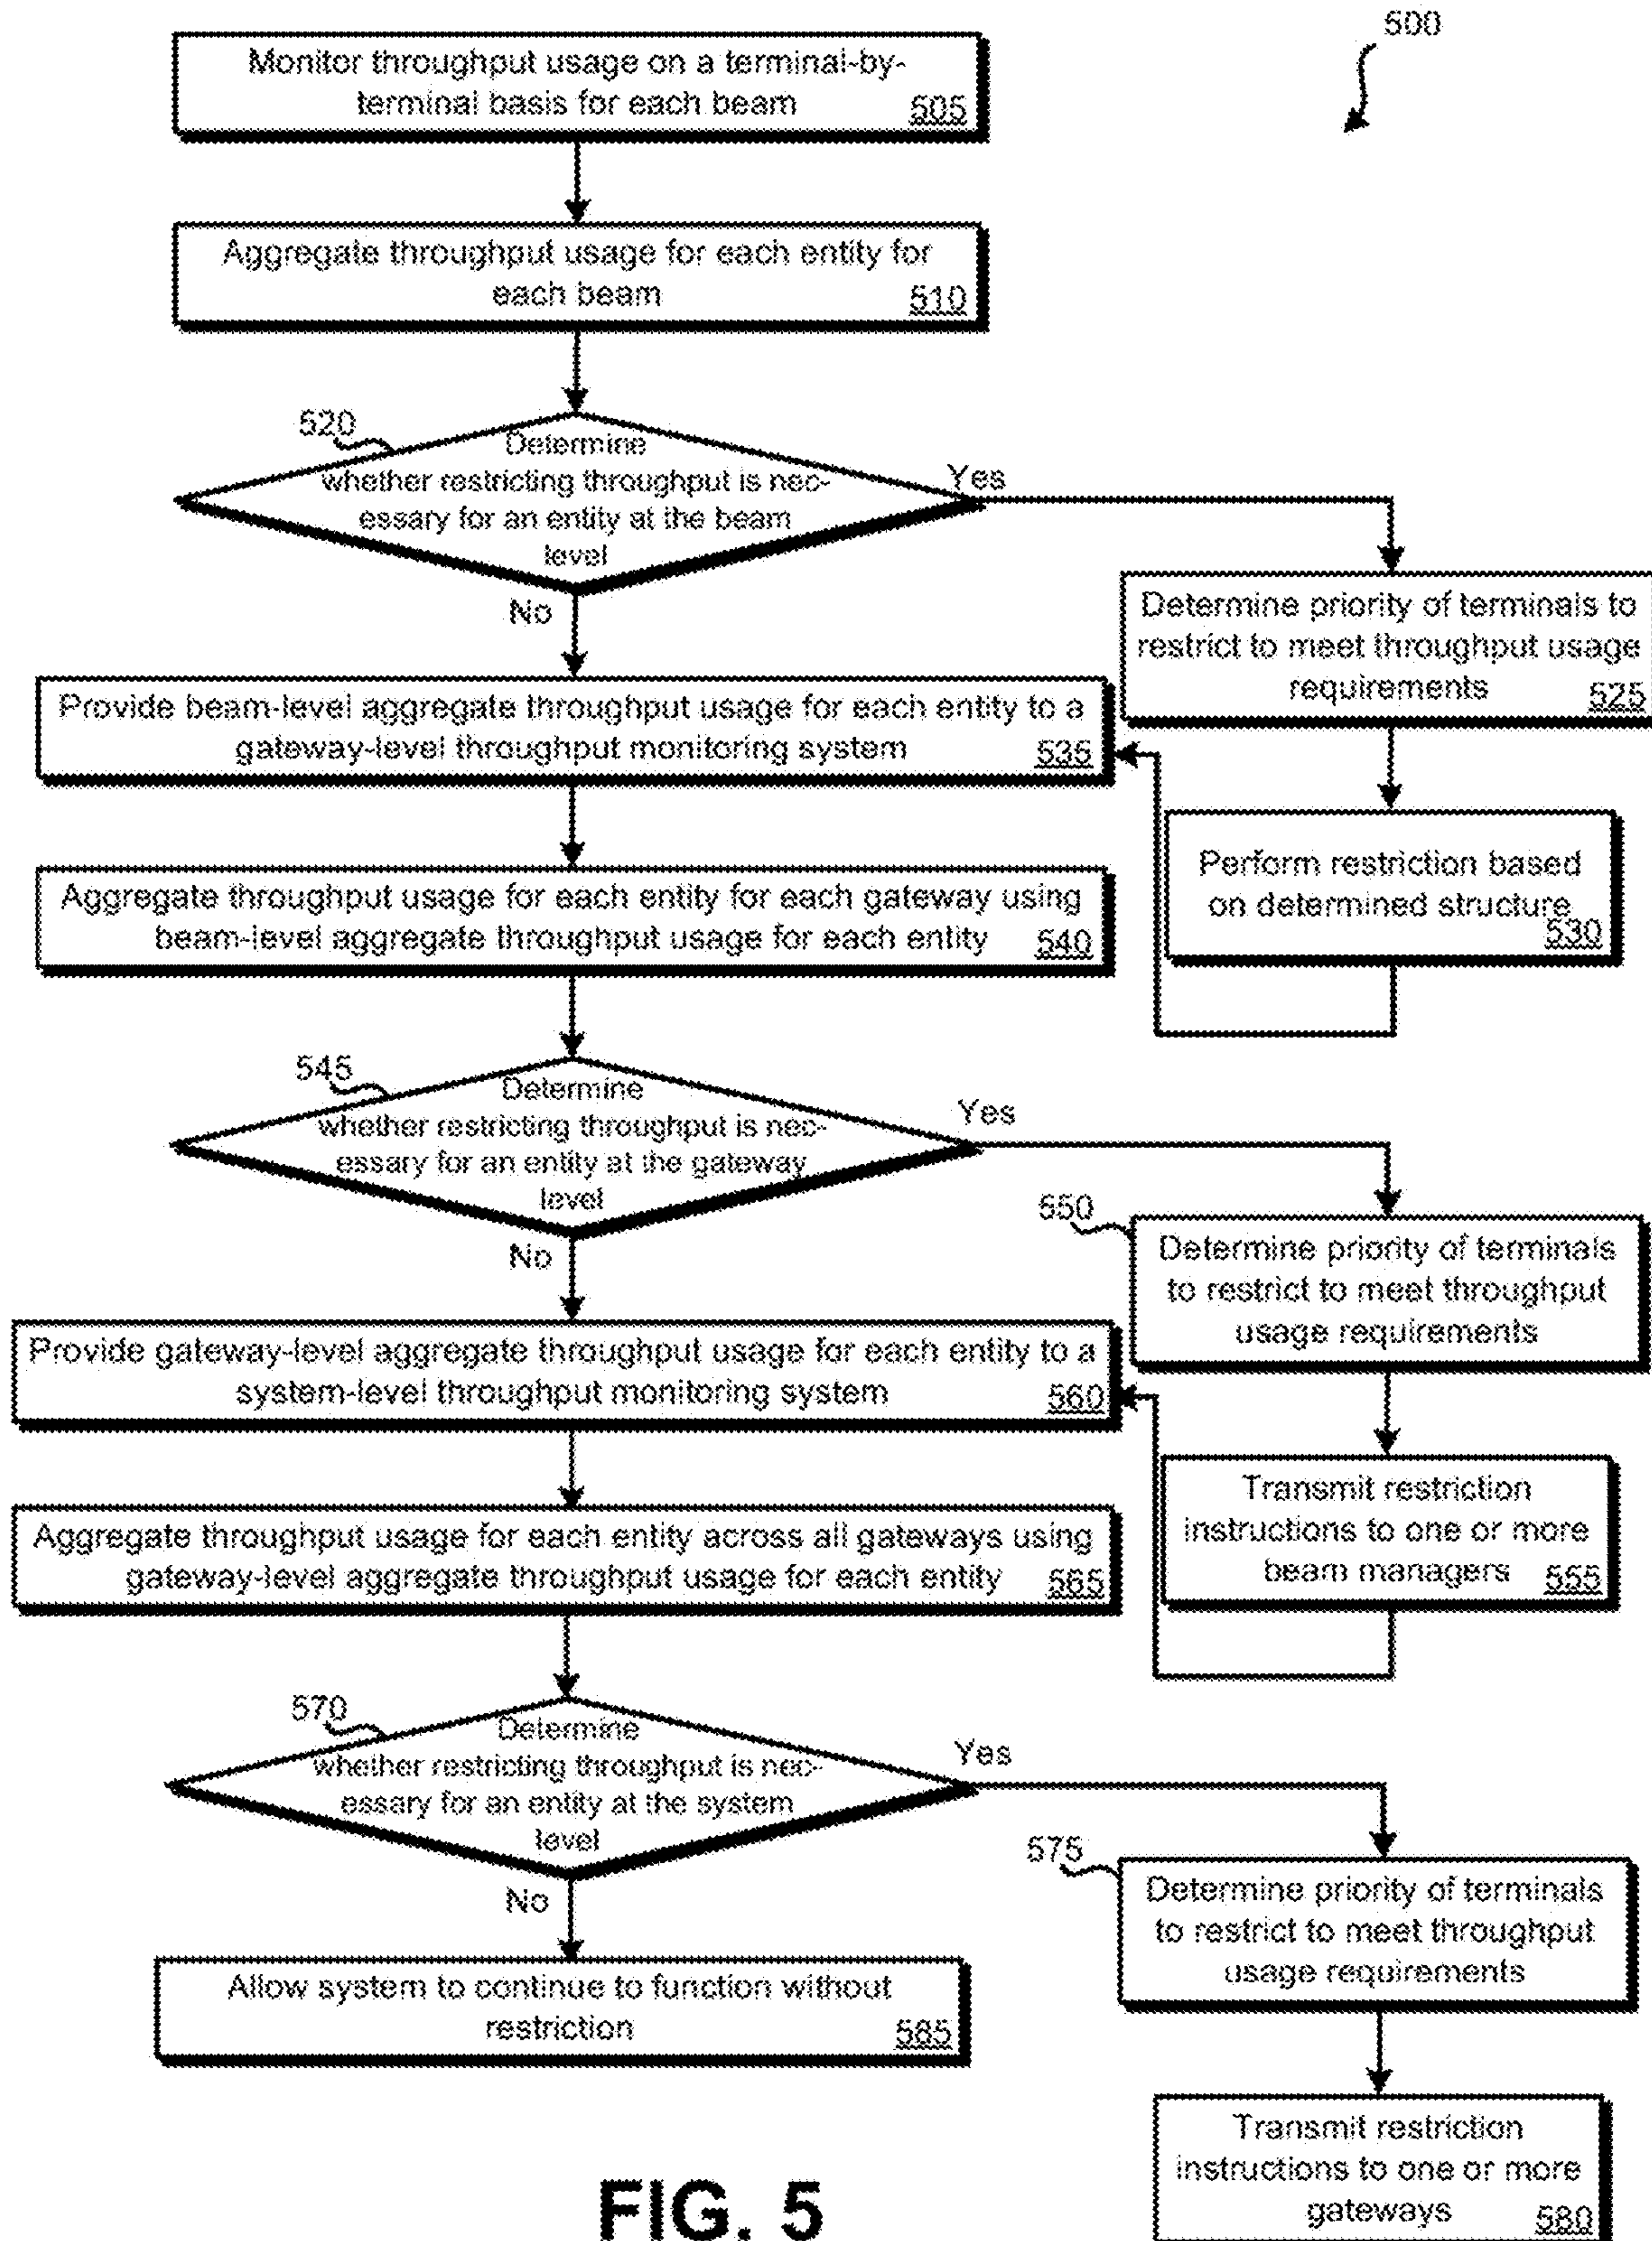 500
Monitor throughput usage on a terminal-by-
terminal basis for each beam
505
Aggregate throughput usage for each entity for
each beam
510
520
Determine
whether restricting throughput is nec-
essary for an entity at the beam
level
Yes
No
Determine priority of terminals to
restrict to meet throughput usage
requirements
525
Provide beam-level aggregate throughput usage for each entity to a
gateway-level throughput monitoring system
535
Perform restriction based
on determined structure
530
Aggregate throughput usage for each entity for each gateway using
beam-level aggregate throughput usage for each entity
540
545
Determine
whether restricting throughput is nec-
essary for an entity at the gateway
level
Yes
No
550
Determine priority of terminals
to restrict to meet throughput
usage requirements
Provide gateway-level aggregate throughput usage for each entity to a
system-level throughput monitoring system
560
Transmit restriction
instructions to one or more
beam managers
555
Aggregate throughput usage for each entity across all gateways using
gateway-level aggregate throughput usage for each entity
565
570
Determine
whether restricting throughput is nec-
essary for an entity at the system
level
Yes
No
575
Determine priority of terminals
to restrict to meet throughput
usage requirements
Allow system to continue to function without
restriction
585
Transmit restriction
instructions to one or more
gateways
580
FIG. 5